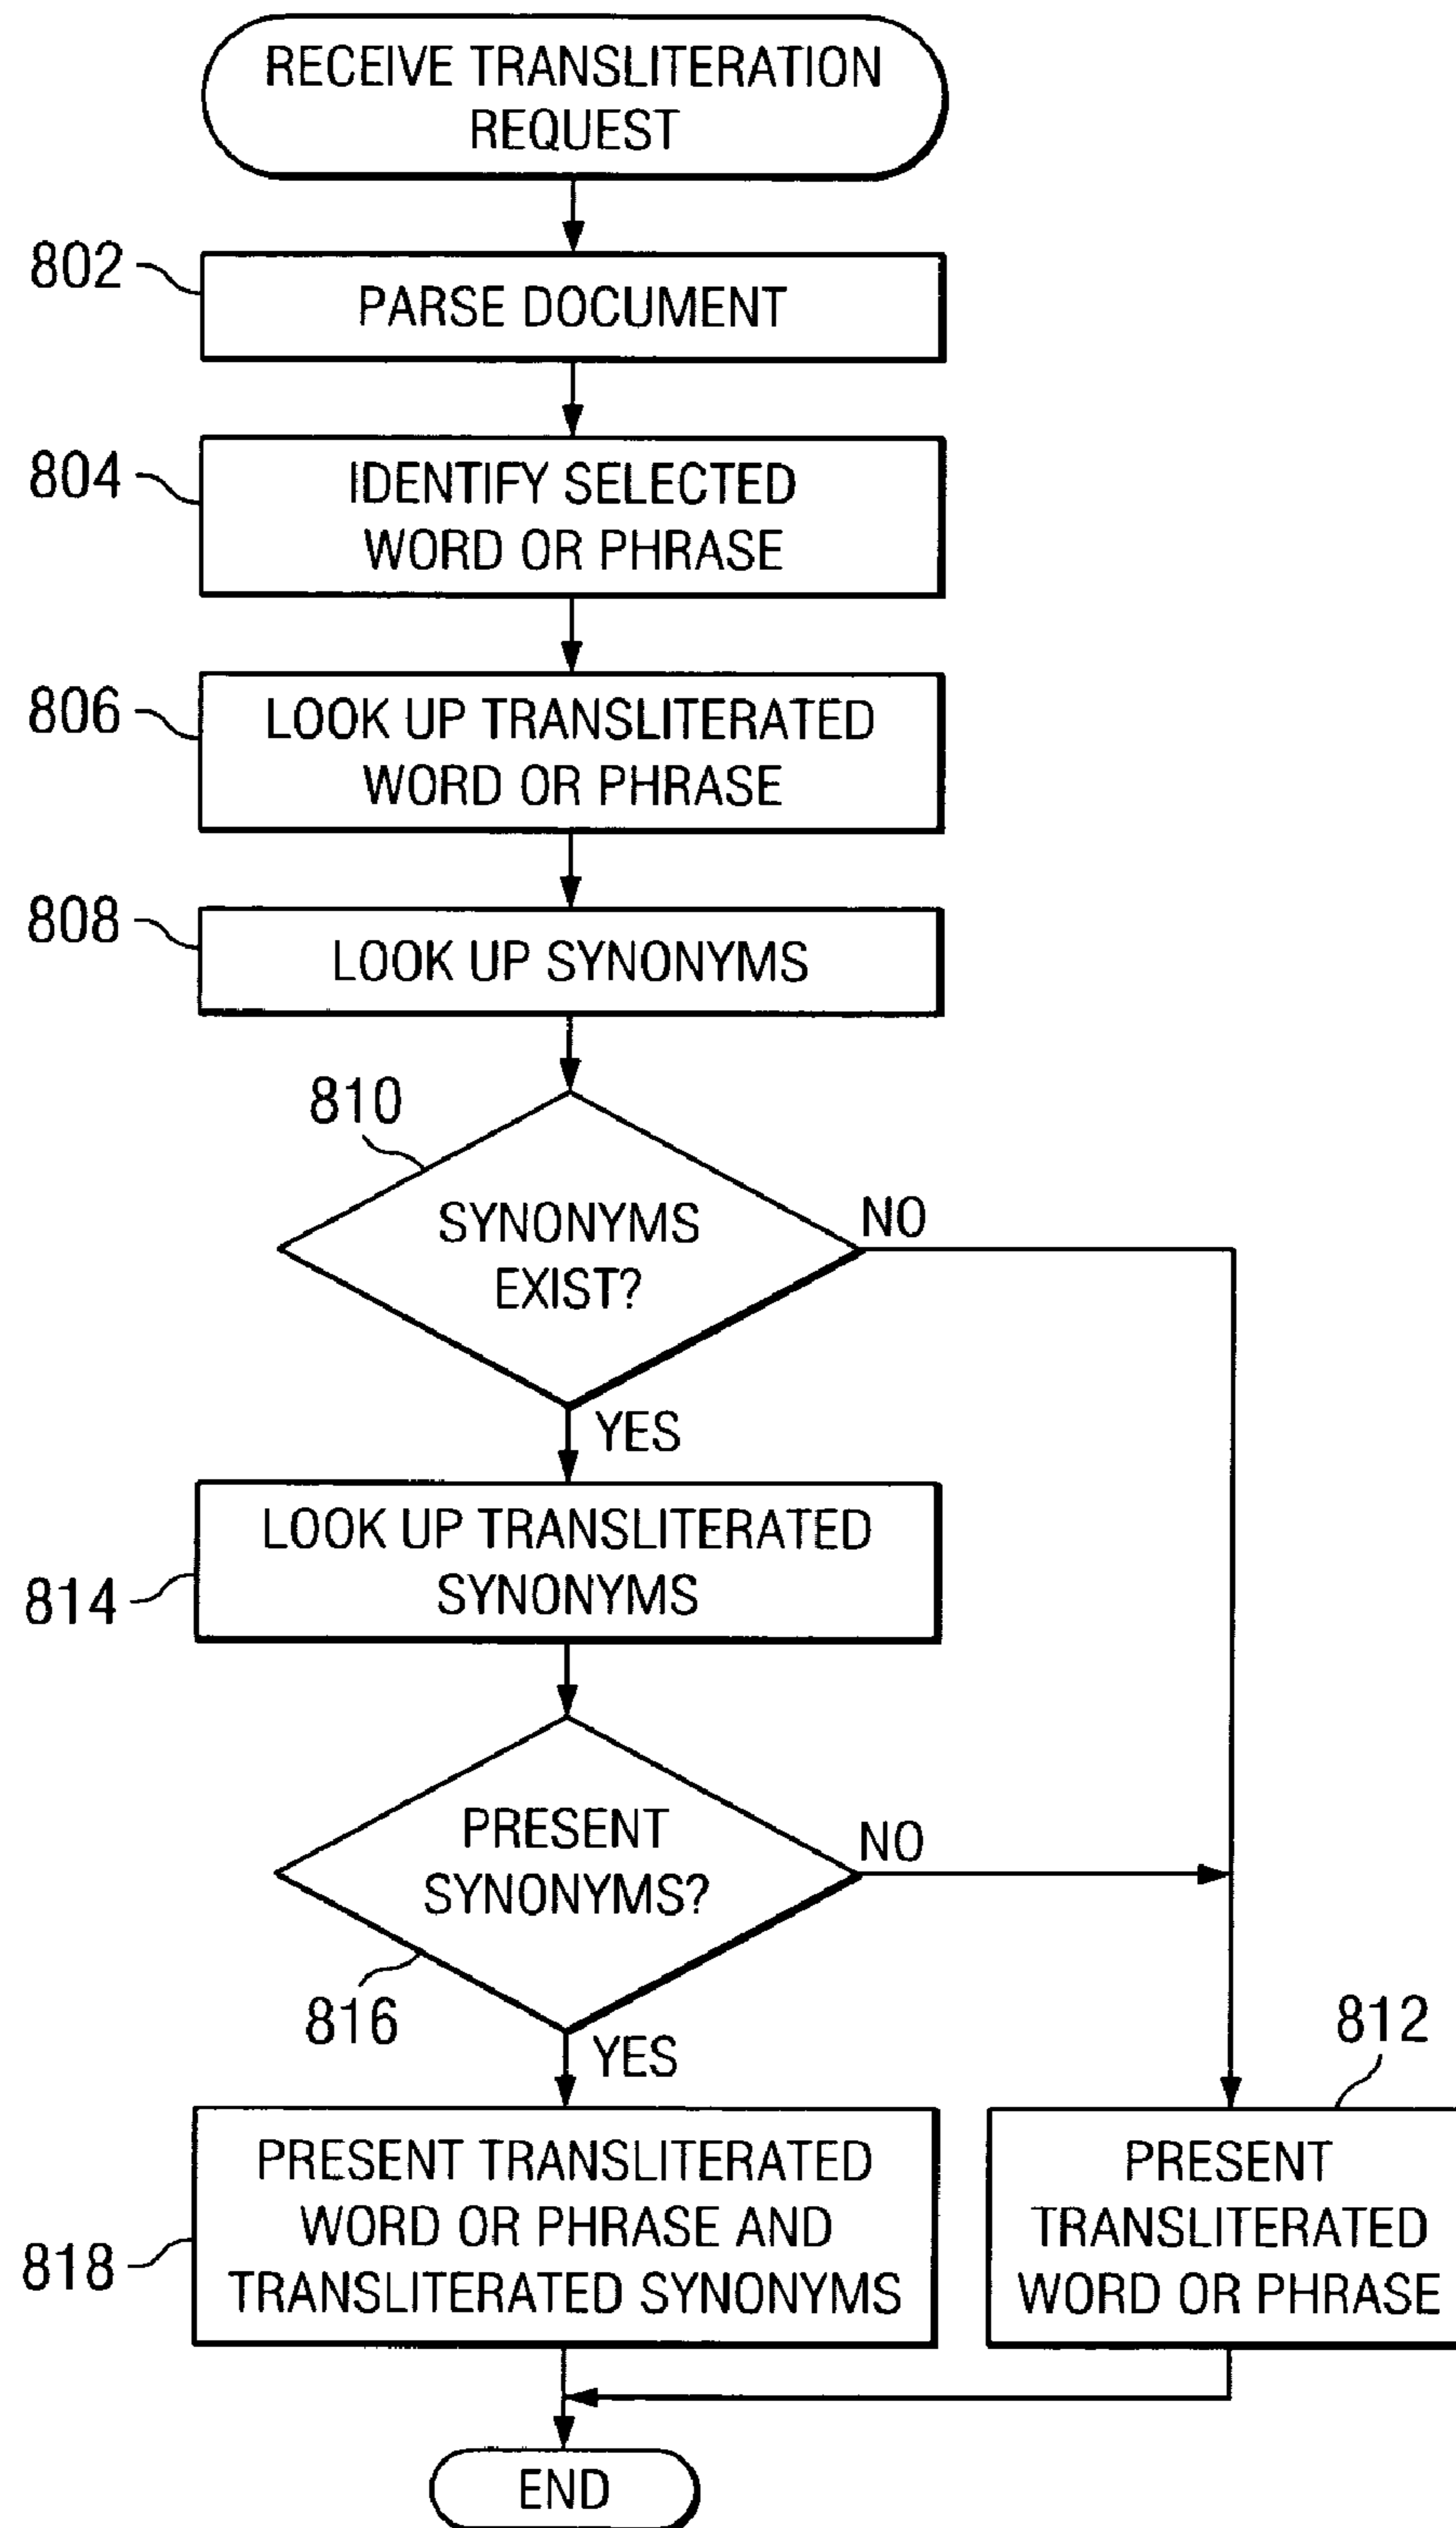 RECEIVE TRANSLITERATION
REQUEST
802
PARSE DOCUMENT
804
IDENTIFY SELECTED
WORD OR PHRASE
806
LOOK UP TRANSLITERATED
WORD OR PHRASE
808
LOOK UP SYNONYMS
810
SYNONYMS
EXIST?
NO
YES
LOOK UP TRANSLITERATED
SYNONYMS
814
PRESENT
SYNONYMS?
NO
816
YES
812
PRESENT TRANSLITERATED
WORD OR PHRASE AND
TRANSLITERATED SYNONYMS
818
PRESENT
TRANSLITERATED
WORD OR PHRASE
END